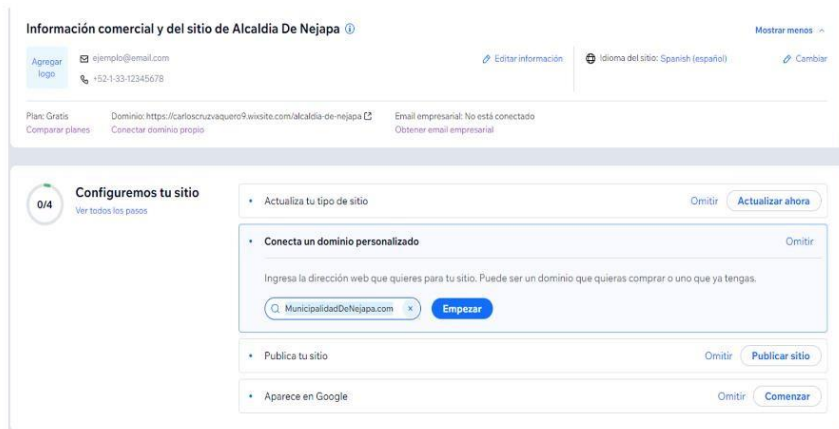 Información comercial y del sitio de Alcaldia De Nejapa
Mostrar menos
Agregar logo
ejemplo@email.com
+52-1-33-12345678
Editar información
Idioma del sitio: Spanish (español)
Cambiar
Plan: Gratis
Comparar planes
Dominio: https://carloscruzvaquero9.wixsite.com/alcaldia-de-nejapa
Conectar dominio propio
Email empresarial: No está conectado
Obtener email empresarial
0/4
Configuremos tu sitio
Ver todos los pasos
Actualiza tu tipo de sitio
Omitir
Actualizar ahora
Conecta un dominio personalizado
Omitir
Ingresa la dirección web que quieres para tu sitio. Puede ser un dominio que quieras comprar o uno que ya tengas.
MunicipalidadDeNejapa.com
Empezar
Publica tu sitio
Omitir
Publicar sitio
Aparece en Google
Omitir
Comenzar